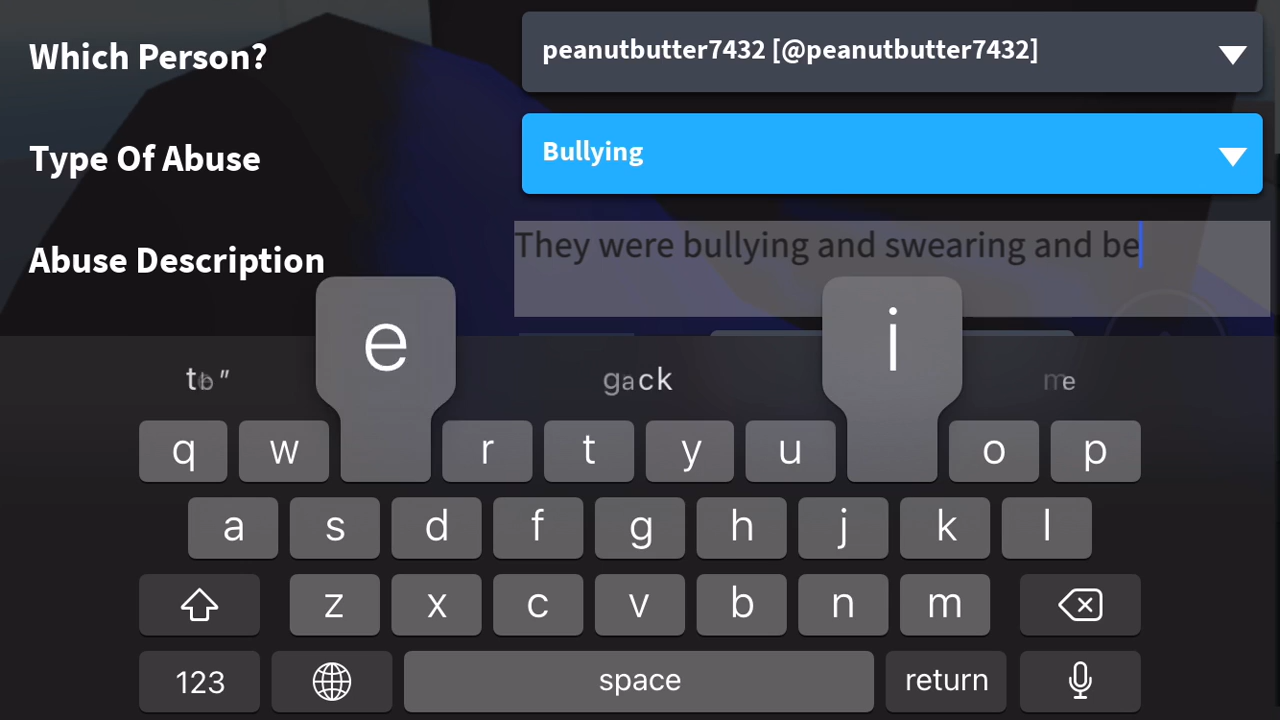 Which Person?
peanutbutter7432 [@peanutbutter7432]
Type Of Abuse
Bullying
Abuse Description
They were bullying and swearing and be
e
i
q w r t y u o p
a s d f g h j k l
z x c v b n m
123
space
return